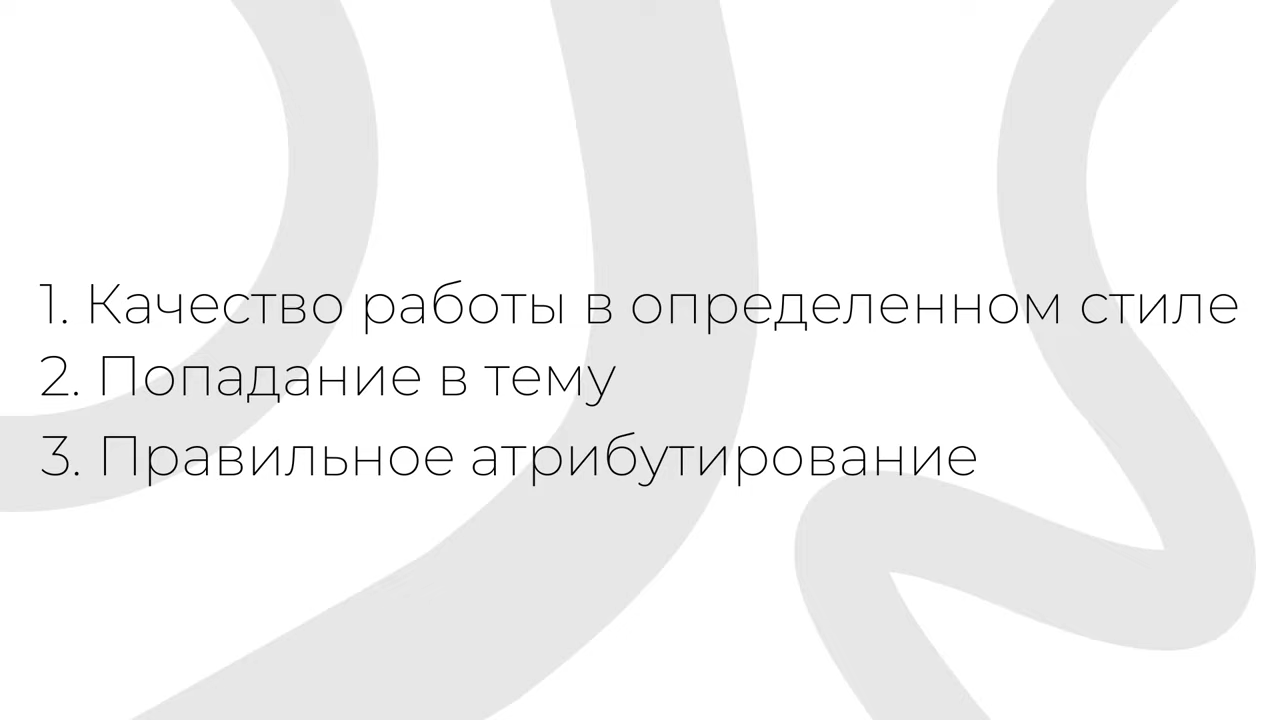 1. Качество работы в определенном стиле
2. Попадание в тему
3. Правильное атрибутирование